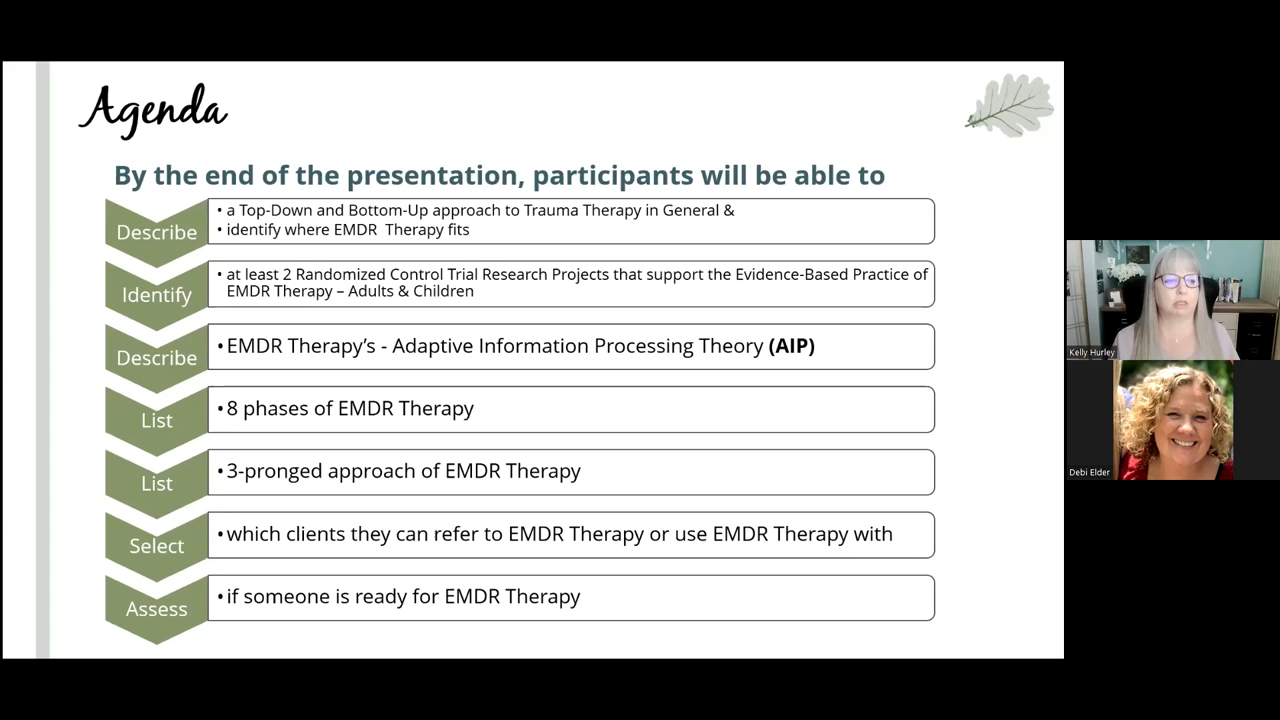 Agenda
By the end of the presentation, participants will be able to
Describe
• a Top-Down and Bottom-Up approach to Trauma Therapy in General &
• identify where EMDR Therapy fits
Identify
• at least 2 Randomized Control Trial Research Projects that support the Evidence-Based Practice of
EMDR Therapy – Adults & Children
Describe
• EMDR Therapy’s - Adaptive Information Processing Theory (AIP)
List
• 8 phases of EMDR Therapy
List
• 3-pronged approach of EMDR Therapy
Select
• which clients they can refer to EMDR Therapy or use EMDR Therapy with
Assess
• if someone is ready for EMDR Therapy
Kelly Hurley
Debi Elder